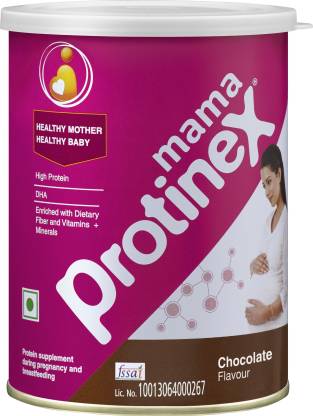 HEALTHY MOTHER
HEALTHY BABY
High Protein
DHA
Enriched with Dietary
Fiber and Vitamins +
Minerals
mama
protinex®
Protein supplement
during pregnancy and
breastfeeding
fssai
Lic. No. 10013064000267
Chocolate
Flavour